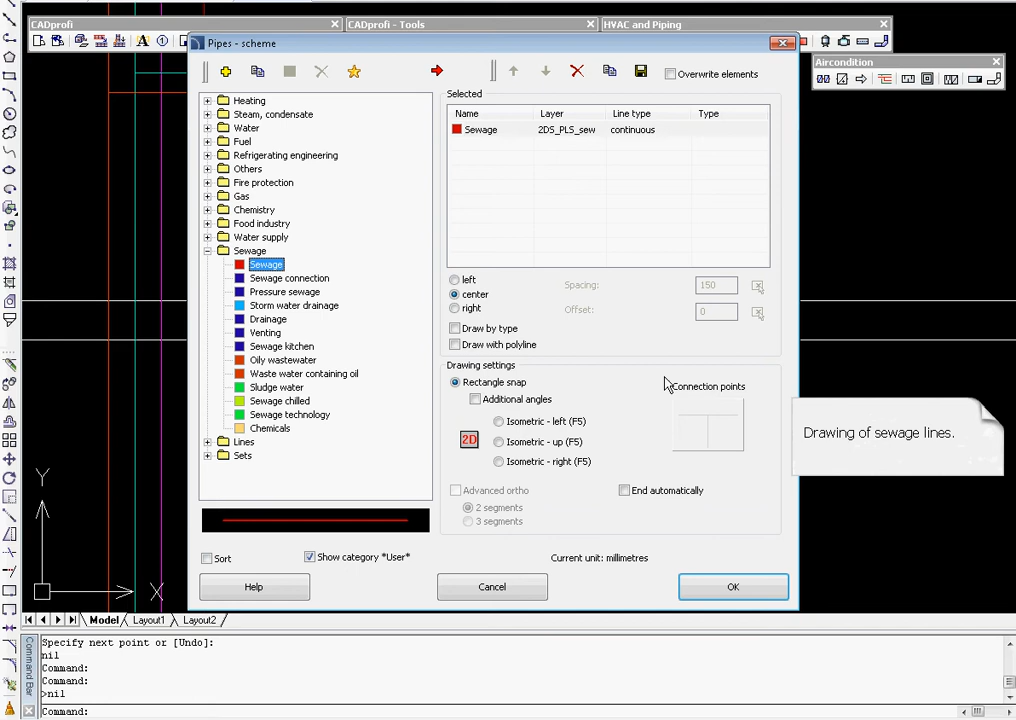 CADprofi
CADprofi - Tools
HVAC and Piping
Pipes - scheme
Aircondition
Overwrite elements
Selected
Name Layer Line type Type
Sewage 2DS_PLS_sew continuous
Heating
Steam, condensate
Water
Fuel
Refrigerating engineering
Others
Fire protection
Gas
Chemistry
Food industry
Water supply
Sewage
Sewage
Sewage connection
Pressure sewage
Storm water drainage
Drainage
Venting
Sewage kitchen
Oily wastewater
Waste water containing oil
Sludge water
Sewage chilled
Sewage technology
Chemicals
Lines
Sets
left
center
right
Spacing: 150
Offset: 0
Draw by type
Draw with polyline
Drawing settings
Rectangle snap
Connection points
Additional angles
Isometric - left (F5)
2D
Isometric - up (F5)
Isometric - right (F5)
Advanced ortho
End automatically
2 segments
3 segments
Sort
Show category *User*
Current unit: millimetres
Help
Cancel
OK
Drawing of sewage lines.
Y
X
Model Layout1 Layout2
Command Bar
Specify next point or [Undo]:
nil
Command:
Command:
>nil
Command: